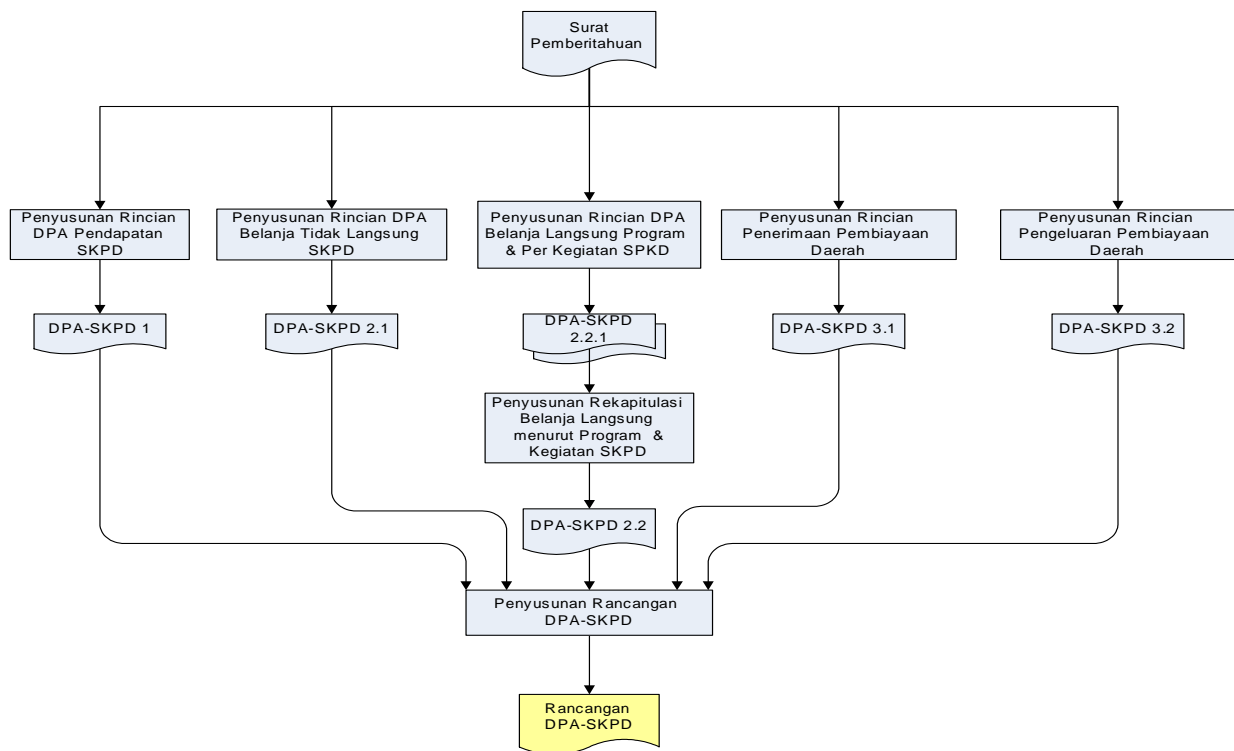 Surat
Pemberitahuan
Penyusunan Rincian
DPA Pendapatan
SKPD
Penyusunan Rincian DPA
Belanja Tidak Langsung
SKPD
Penyusunan Rincian DPA
Belanja Langsung Program
& Per Kegiatan SPKD
Penyusunan Rincian
Penerimaan Pembiayaan
Daerah
Penyusunan Rincian
Pengeluaran Pembiayaan
Daerah
DPA-SKPD 1
DPA-SKPD 2.1
DPA-SKPD
2.2.1
DPA-SKPD 3.1
DPA-SKPD 3.2
Penyusunan Rekapitulasi
Belanja Langsung
menurut Program &
Kegiatan SKPD
DPA-SKPD 2.2
Penyusunan Rancangan
DPA-SKPD
Rancangan
DPA-SKPD